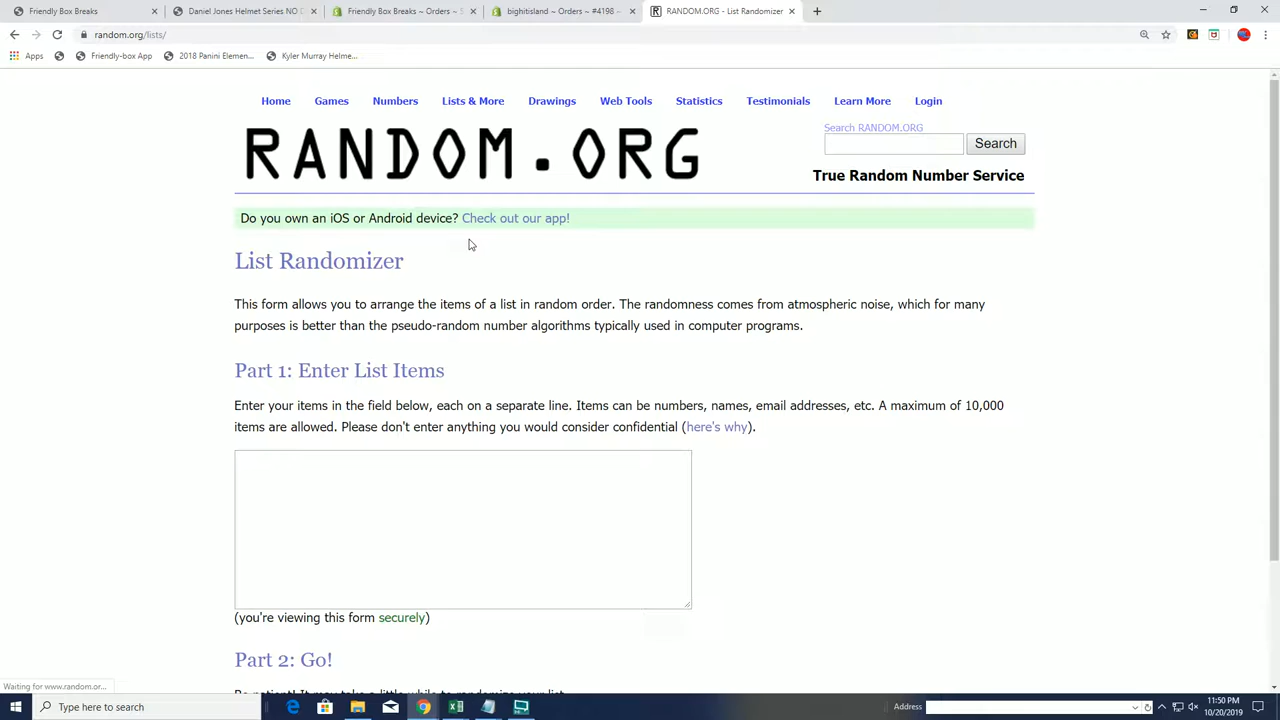 Friendly Box Breaks
Daniel Jones Helmet Series NO D
Friendly Box Breaks ~ Orders ~ S
bighitisland ~ Orders ~ #4198 ~
RANDOM.ORG - List Randomizer
random.org/lists/
Apps
Friendly-box App
2018 Panini Elemen...
Kyler Murray Helme...
Home Games Numbers Lists & More Drawings Web Tools Statistics Testimonials Learn More Login
RANDOM.ORG
Search RANDOM.ORG
Search
True Random Number Service
Do you own an iOS or Android device? Check out our app!
List Randomizer
This form allows you to arrange the items of a list in random order. The randomness comes from atmospheric noise, which for many
purposes is better than the pseudo-random number algorithms typically used in computer programs.
Part 1: Enter List Items
Enter your items in the field below, each on a separate line. Items can be numbers, names, email addresses, etc. A maximum of 10,000
items are allowed. Please don't enter anything you would consider confidential (here's why).
(you're viewing this form securely)
Part 2: Go!
Be patient! It may take a little while to randomize your list
Waiting for www.random.or...
Type here to search
Address
11:50 PM
10/20/2019